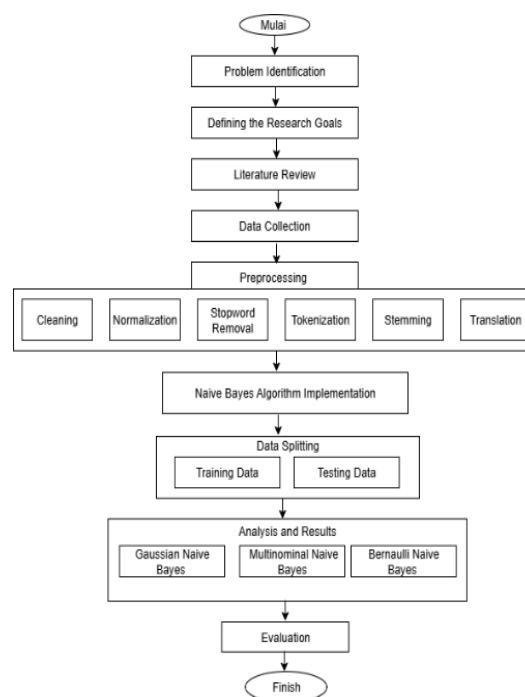 Mulai
Problem Identification
Defining the Research Goals
Literature Review
Data Collection
Preprocessing
Cleaning
Normalization
Stopword
Removal
Tokenization
Stemming
Translation
Naive Bayes Algorithm Implementation
Data Splitting
Training Data
Testing Data
Analysis and Results
Gaussian Naive
Bayes
Multinominal Naive
Bayes
Bernaulli Naive
Bayes
Evaluation
Finish